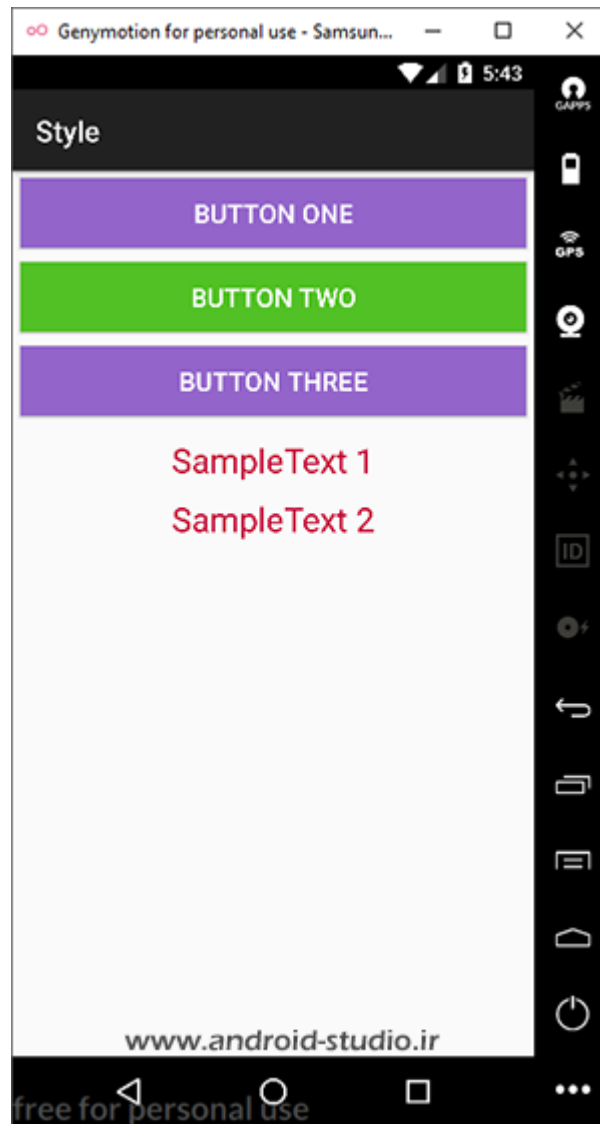 Genymotion for personal use - Samsun...
5:43
GAPPS
Style
BUTTON ONE
GPS
BUTTON TWO
BUTTON THREE
SampleText 1
SampleText 2
ID
www.android-studio.ir
free for personal use